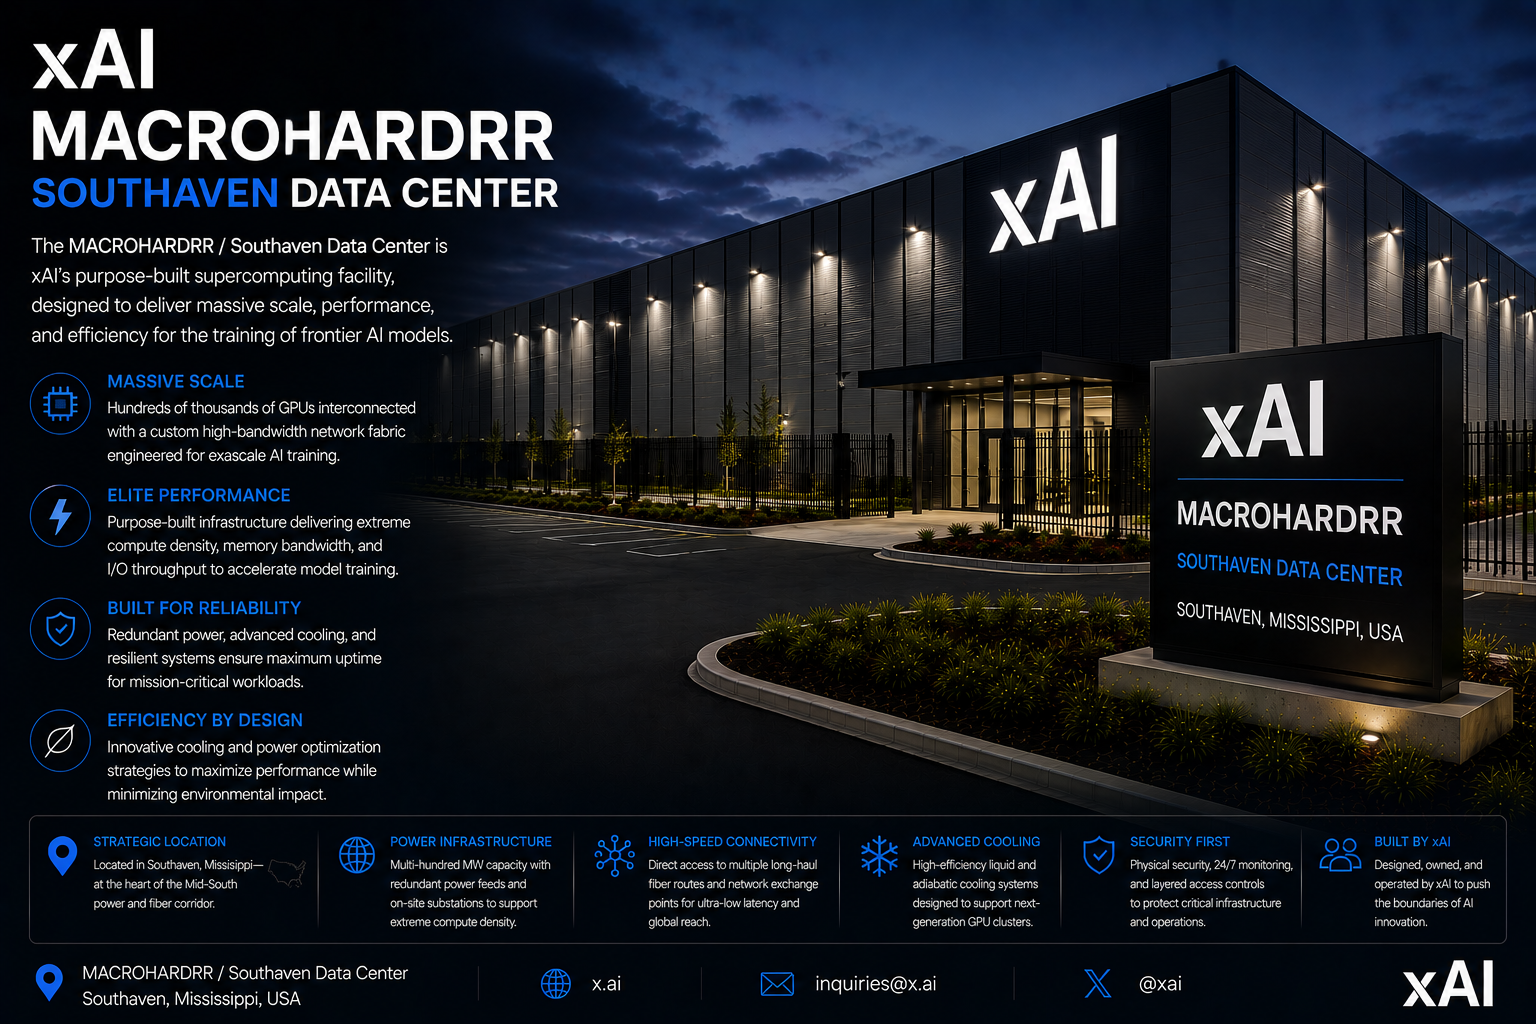 xAI
MACROHARDRR
SOUTHAVEN DATA CENTER
The MACROHARDRR / Southaven Data Center is
xAI's purpose-built supercomputing facility,
designed to deliver massive scale, performance,
and efficiency for the training of frontier AI models.
MASSIVE SCALE
Hundreds of thousands of GPUs interconnected
with a custom high-bandwidth network fabric
engineered for exascale AI training.
ELITE PERFORMANCE
Purpose-built infrastructure delivering extreme
compute density, memory bandwidth, and
I/O throughput to accelerate model training.
BUILT FOR RELIABILITY
Redundant power, advanced cooling, and
resilient systems ensure maximum uptime
for mission-critical workloads.
EFFICIENCY BY DESIGN
Innovative cooling and power optimization
strategies to maximize performance while
minimizing environmental impact.
xAI
xAI
MACROHARDRR
SOUTHAVEN DATA CENTER
SOUTHAVEN, MISSISSIPPI, USA
STRATEGIC LOCATION
Located in Southaven, Mississippi—
at the heart of the Mid-South
power and fiber corridor.
POWER INFRASTRUCTURE
Multi-hundred MW capacity with
redundant power feeds and
on-site substations to support
extreme compute density.
HIGH-SPEED CONNECTIVITY
Direct access to multiple long-haul
fiber routes and network exchange
points for ultra-low latency and
global reach.
ADVANCED COOLING
High-efficiency liquid and
adiabatic cooling systems
designed to support next-
generation GPU clusters.
SECURITY FIRST
Physical security, 24/7 monitoring,
and layered access controls
to protect critical infrastructure
and operations.
BUILT BY xAI
Designed, owned, and
operated by xAI to push
the boundaries of AI
innovation.
MACROHARDRR / Southaven Data Center
Southaven, Mississippi, USA
x.ai
inquiries@x.ai
@xai
xAI